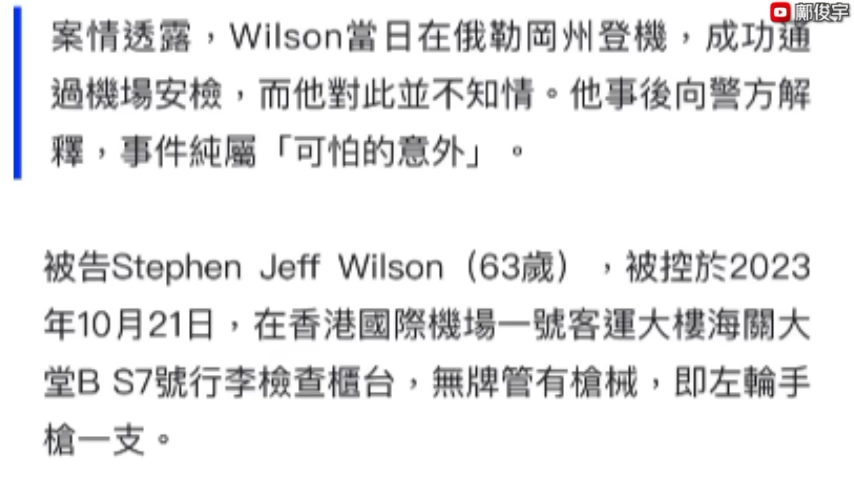 鄺俊宇
案情透露，Wilson當日在俄勒岡州登機，成功通
過機場安檢，而他對此並不知情。他事後向警方解
釋，事件純屬「可怕的意外」。
被告Stephen Jeff Wilson（63歲），被控於2023
年10月21日，在香港國際機場一號客運大樓海關大
堂B S7號行李檢查櫃台，無牌管有槍械，即左輪手
槍一支。